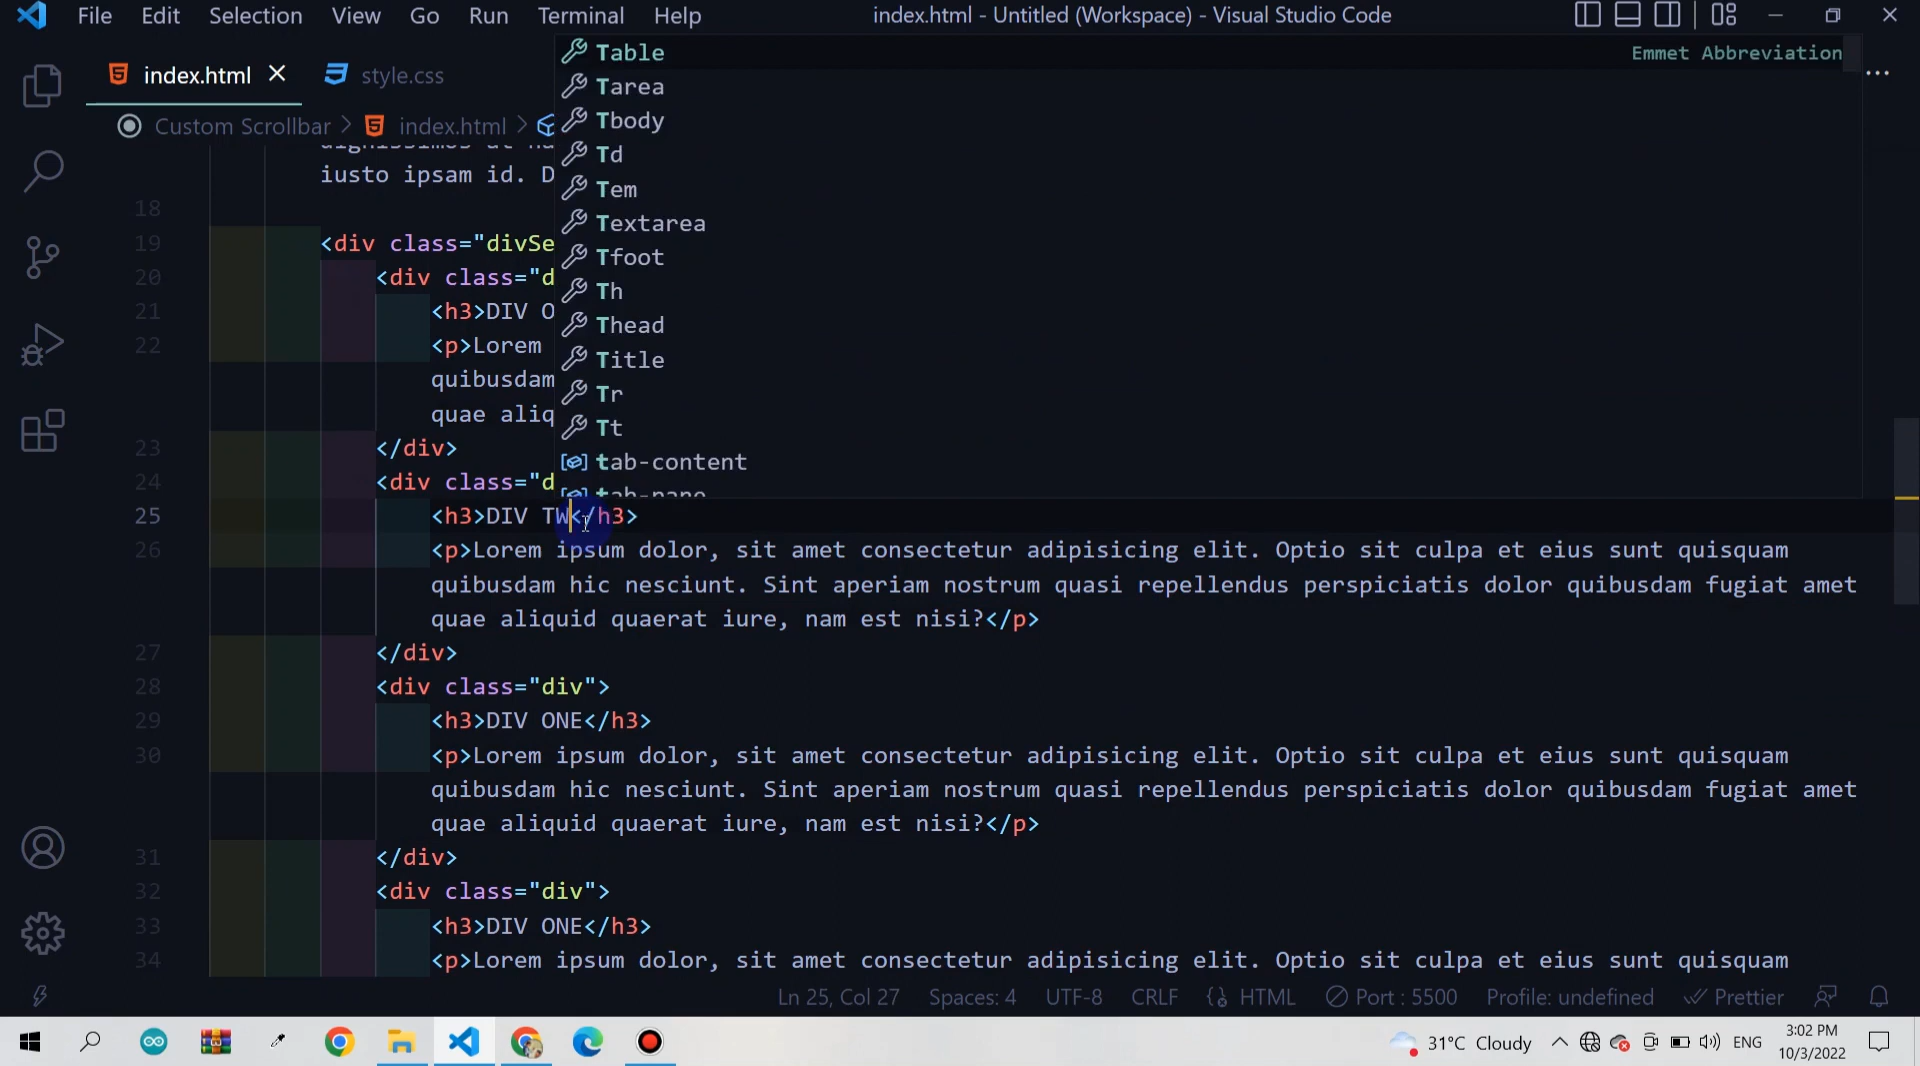 File Edit Selection View Go Run Terminal Help index.html - Untitled (Workspace) - Visual Studio Code
index.html style.css
Custom Scrollbar > index.html >
Table Emmet Abbreviation
Tarea
Tbody
Td
Tem
Textarea
Tfoot
Th
Thead
Title
Tr
Tt
tab-content
tab-pane
iusto ipsam id. D
18
19 <div class="divSe
20 <div class="d
21 <h3>DIV O
22 <p>Lorem
quibusdam
quae aliq
23 </div>
24 <div class="d
25 <h3>DIV TW</h3>
26 <p>Lorem ipsum dolor, sit amet consectetur adipisicing elit. Optio sit culpa et eius sunt quisquam
quibusdam hic nesciunt. Sint aperiam nostrum quasi repellendus perspiciatis dolor quibusdam fugiat amet
quae aliquid quaerat iure, nam est nisi?</p>
27 </div>
28 <div class="div">
29 <h3>DIV ONE</h3>
30 <p>Lorem ipsum dolor, sit amet consectetur adipisicing elit. Optio sit culpa et eius sunt quisquam
quibusdam hic nesciunt. Sint aperiam nostrum quasi repellendus perspiciatis dolor quibusdam fugiat amet
quae aliquid quaerat iure, nam est nisi?</p>
31 </div>
32 <div class="div">
33 <h3>DIV ONE</h3>
34 <p>Lorem ipsum dolor, sit amet consectetur adipisicing elit. Optio sit culpa et eius sunt quisquam
Ln 25, Col 27 Spaces: 4 UTF-8 CRLF HTML Port : 5500 Profile: undefined Prettier
31°C Cloudy ENG 3:02 PM
10/3/2022